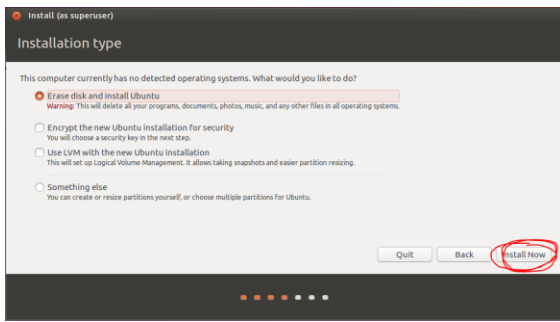 Install (as superuser)
Installation type
This computer currently has no detected operating systems. What would you like to do?
Erase disk and install Ubuntu
Warning: This will delete all your programs, documents, photos, music, and any other files in all operating systems.
Encrypt the new Ubuntu installation for security
You will choose a security key in the next step.
Use LVM with the new Ubuntu installation
This will set up Logical Volume Management. It allows taking snapshots and easier partition resizing.
Something else
You can create or resize partitions yourself, or choose multiple partitions for Ubuntu.
Quit Back Install Now